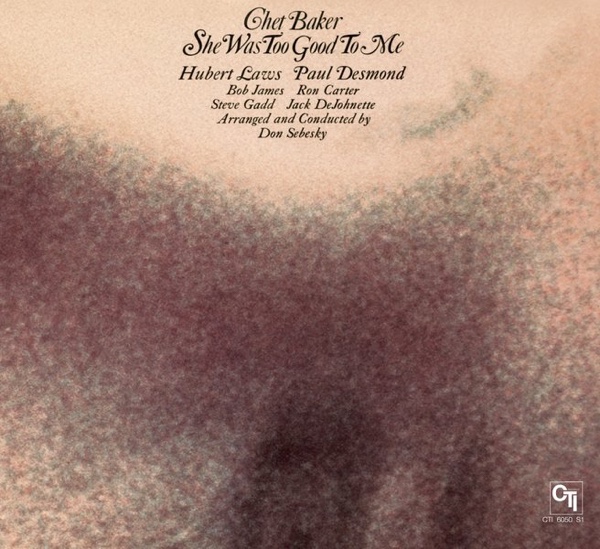 Chet Baker
She Was Too Good To Me
Hubert Laws Paul Desmond
Bob James Ron Carter
Steve Gadd Jack DeJohnette
Arranged and Conducted by
Don Sebesky
CTI
CTI 6050 S1